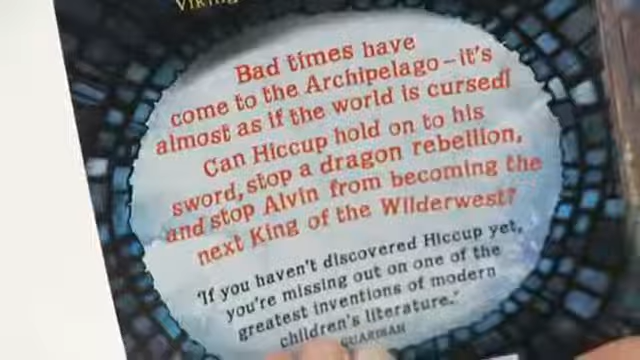 Viking
Bad times have
come to the Archipelago – it's
almost as if the world is cursed!
Can Hiccup hold on to his
sword, stop a dragon rebellion,
and stop Alvin from becoming the
next King of the Wilderwest?
'If you haven't discovered Hiccup yet,
you're missing out on one of the
greatest inventions of modern
children's literature.'
GUARDIAN